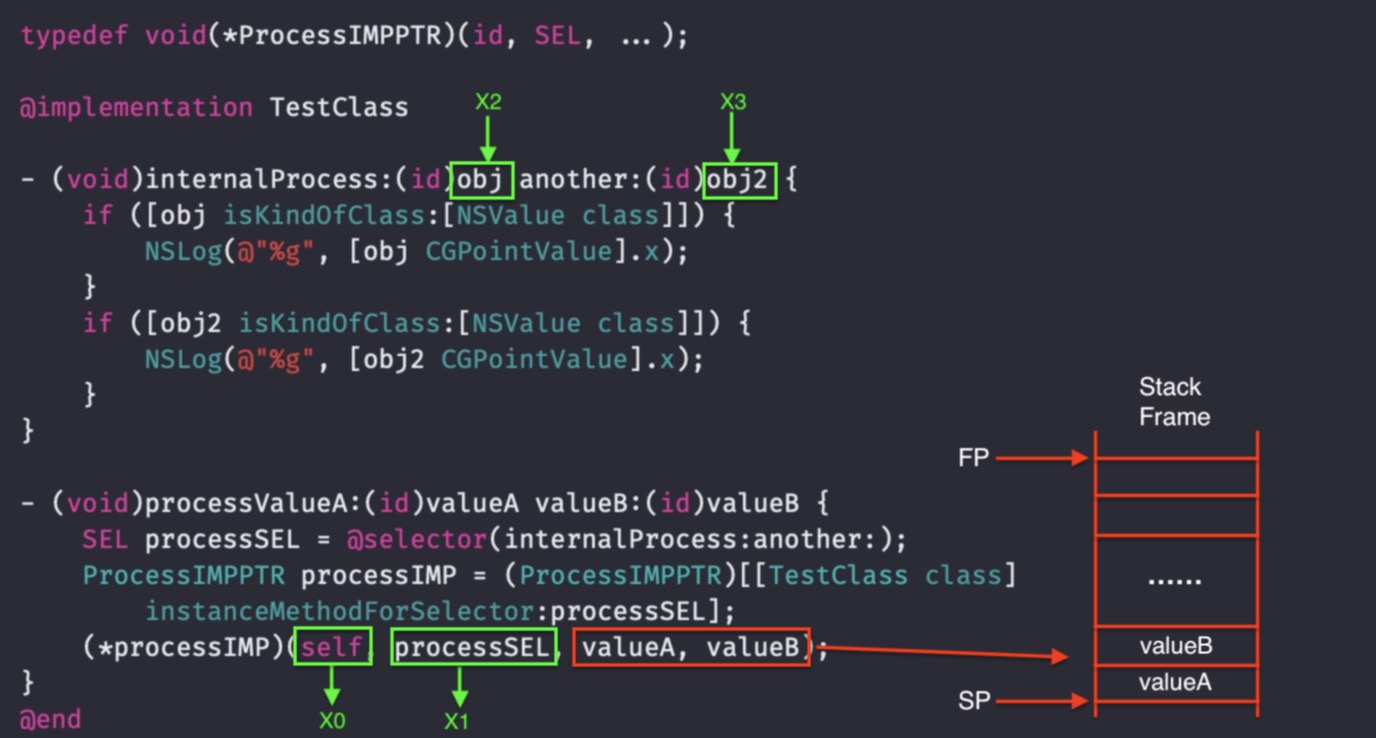 typedef void(*ProcessIMPPTR)(id, SEL, ...);
@implementation TestClass
X2
X3
- (void)internalProcess:(id)obj another:(id)obj2 {
if ([obj isKindOfClass:[NSValue class]]) {
NSLog(@"%g", [obj CGPointValue].x);
}
if ([obj2 isKindOfClass:[NSValue class]]) {
NSLog(@"%g", [obj2 CGPointValue].x);
}
}
- (void)processValueA:(id)valueA valueB:(id)valueB {
SEL processSEL = @selector(internalProcess:another:);
ProcessIMPPTR processIMP = (ProcessIMPPTR)[[TestClass class]
instanceMethodForSelector:processSEL];
(*processIMP)(self, processSEL, valueA, valueB);
}
X0
X1
@end
Stack
Frame
FP
......
valueB
valueA
SP